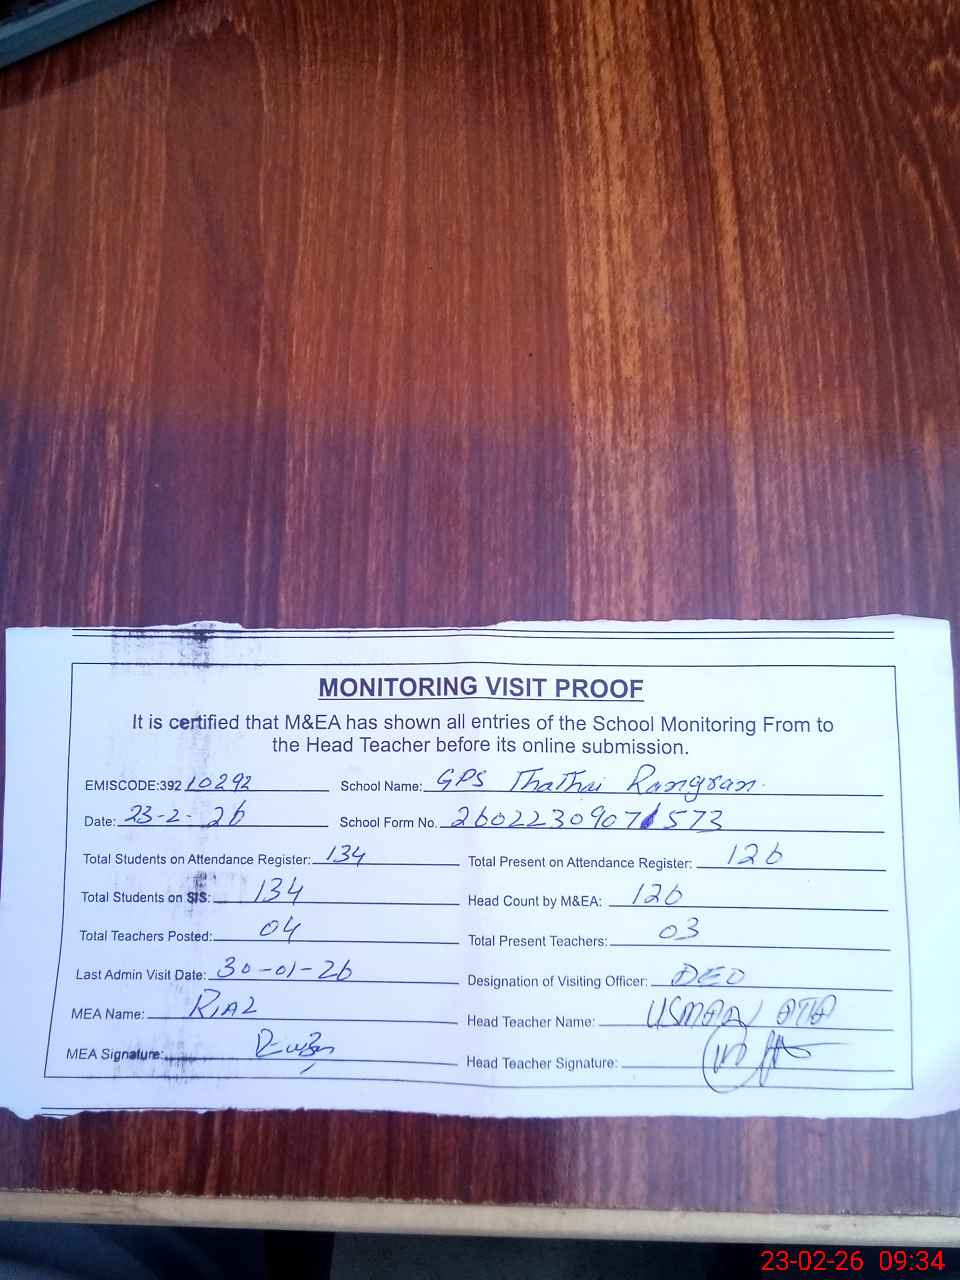 MONITORING VISIT PROOF
It is certified that M&EA has shown all entries of the School Monitoring From to
the Head Teacher before its online submission.
EMISCODE:39210292 School Name: GPS ThaThai Rangran.
Date: 23-2-26 School Form No. 2602230907 573
Total Students on Attendance Register: 134 Total Present on Attendance Register: 126
Total Students on SIS: 134 Head Count by M&EA: 126
Total Teachers Posted: 04 Total Present Teachers: 03
Last Admin Visit Date: 30-01-26 Designation of Visiting Officer: DEO
MEA Name: RIAZ Head Teacher Name: USMAN
MEA Signature: Head Teacher Signature:
23-02-26 09:34